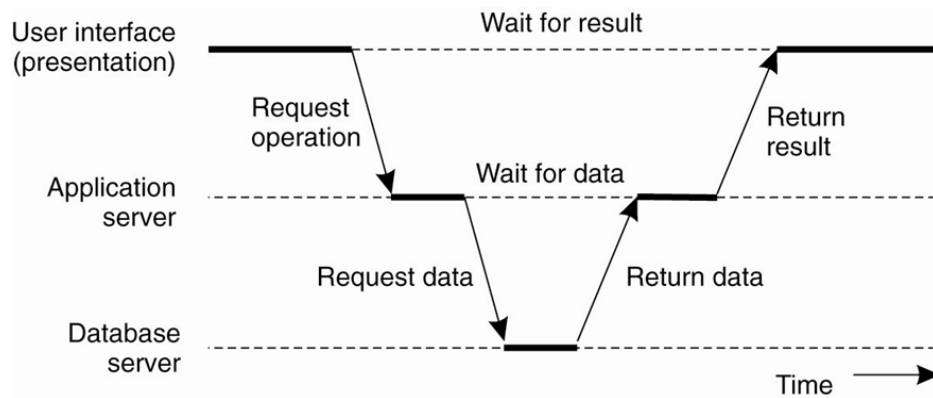 User interface
(presentation)
Wait for result
Request
operation
Return
result
Application
server
Wait for data
Request data
Return data
Database
server
Time